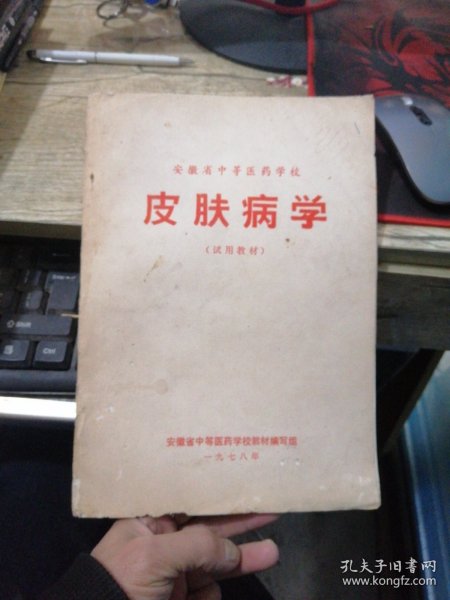 安徽省中等医药学校
皮肤病学
(试用教材)
安徽省中等医药学校教材编写组
一九七八年
Shift
Ctrl
孔夫子旧书网
www.kongfz.com